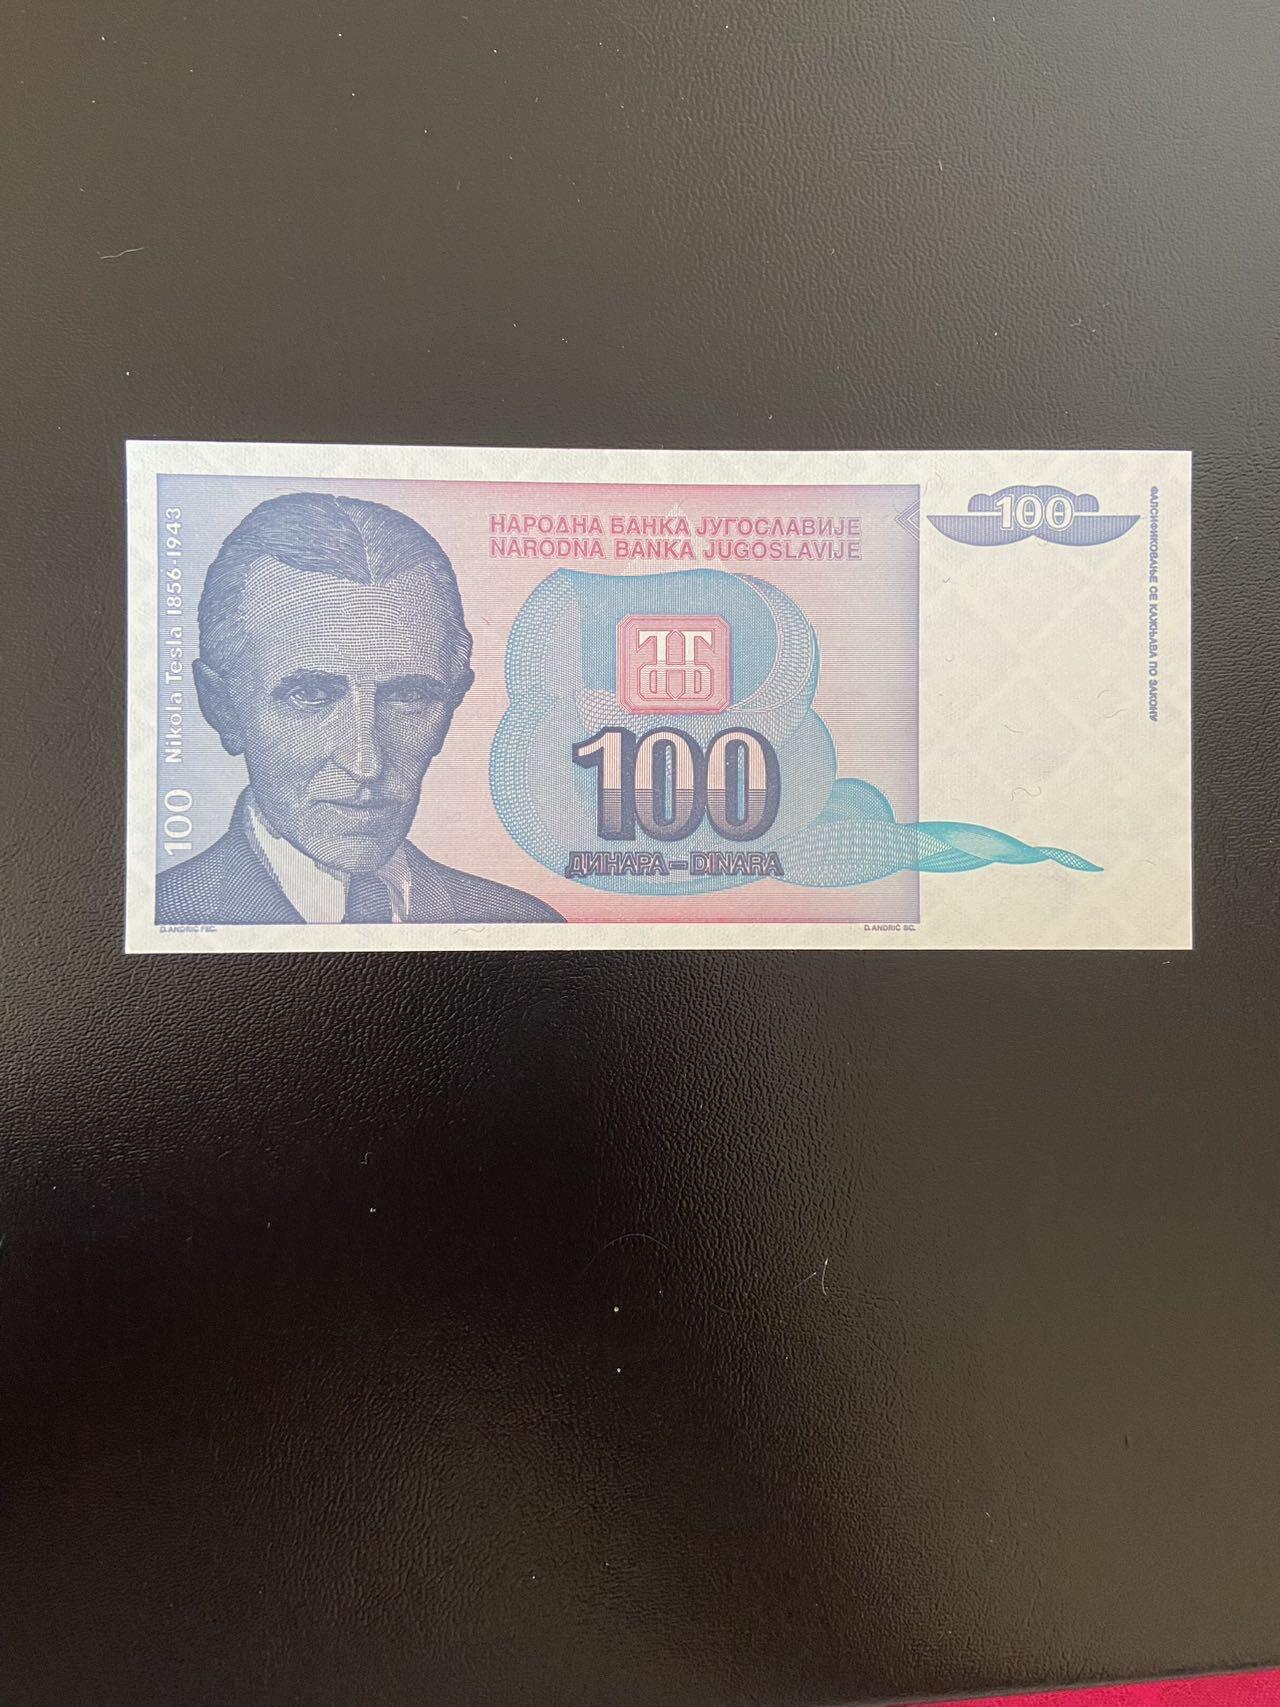 НАРОДНА БАНКА ЈУГОСЛАВИЈЕ
NARODNA BANKA JUGOSLAVIJE
100
ФАЛСИФИКОВАЊЕ СЕ КАЖЊАВА ПО ЗАКОНУ
100 Nikola Tesla 1856-1943
100
ДИНАРА – DINARA
D. ANDRIĆ FEC.
D. ANDRIĆ SC.